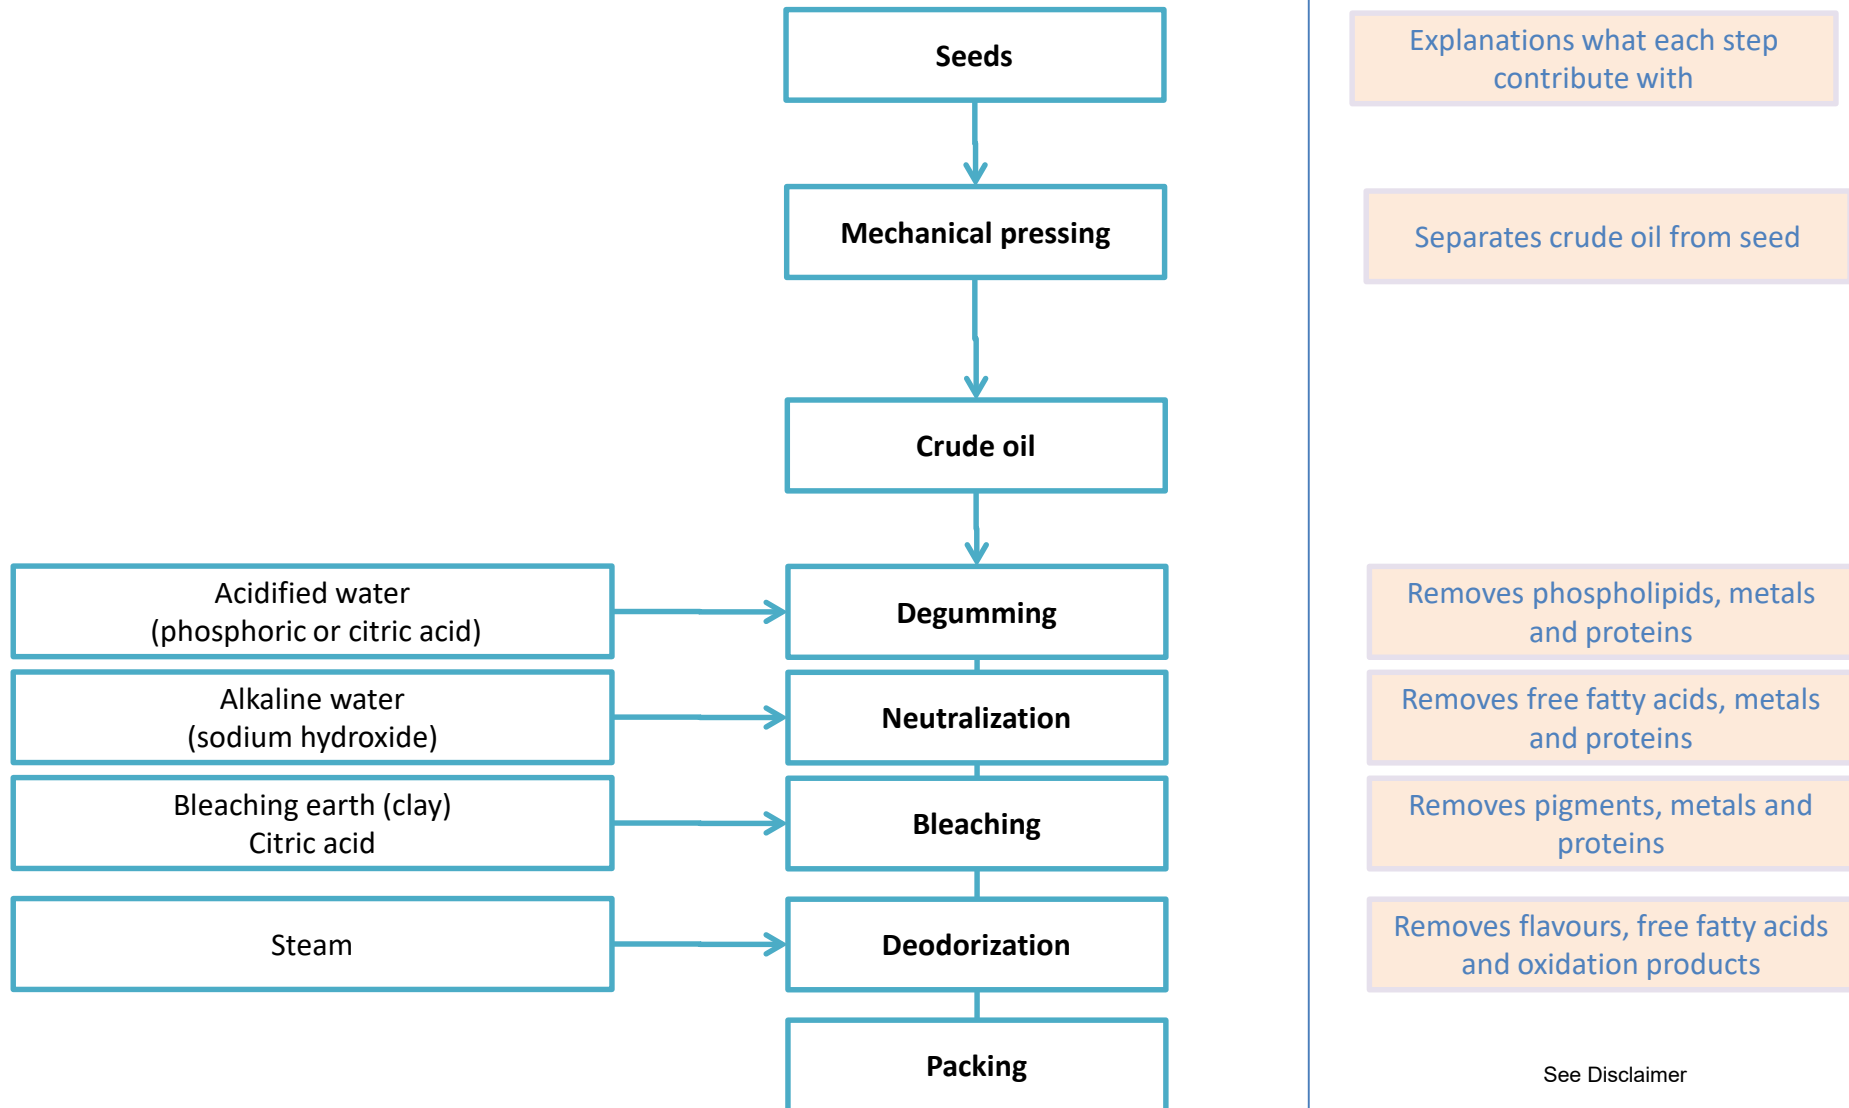 Seeds
Explanations what each step
contribute with
Mechanical pressing
Separates crude oil from seed
Crude oil
Acidified water
(phosphoric or citric acid)
Degumming
Removes phospholipids, metals
and proteins
Alkaline water
(sodium hydroxide)
Neutralization
Removes free fatty acids, metals
and proteins
Bleaching earth (clay)
Citric acid
Bleaching
Removes pigments, metals and
proteins
Steam
Deodorization
Removes flavours, free fatty acids
and oxidation products
Packing
See Disclaimer